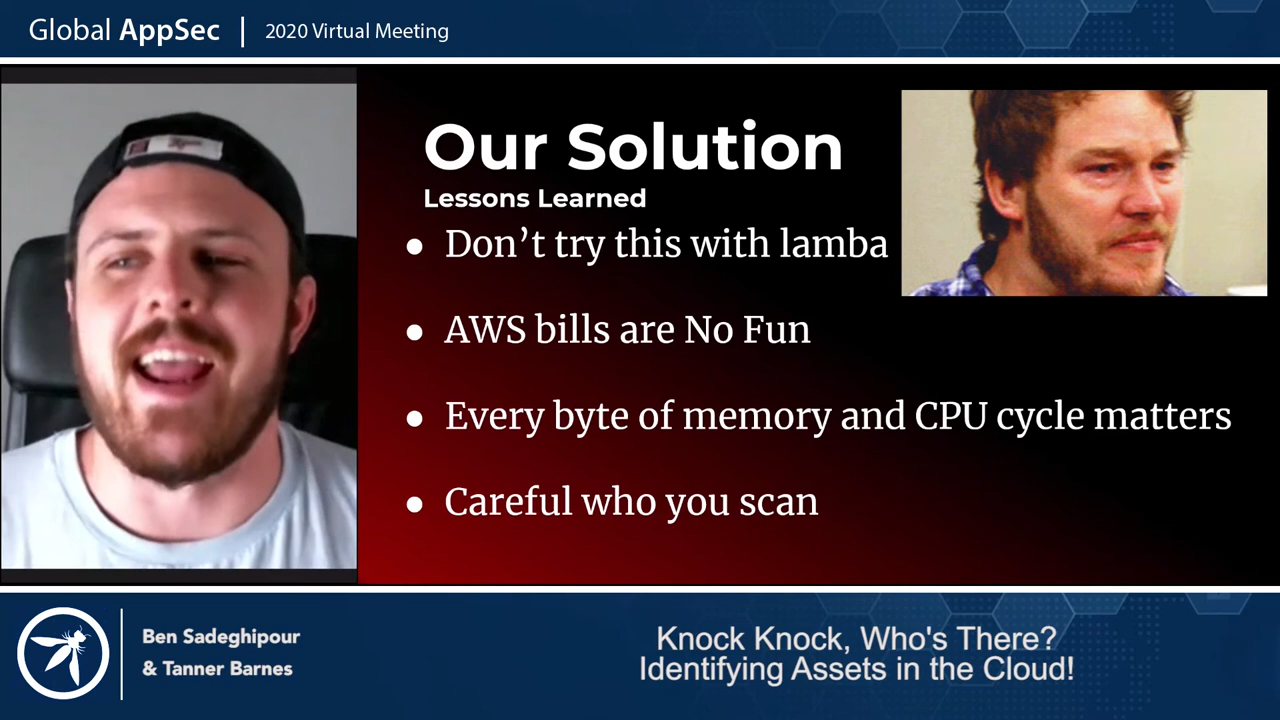 Global AppSec | 2020 Virtual Meeting
Our Solution
Lessons Learned
● Don’t try this with lamba
● AWS bills are No Fun
● Every byte of memory and CPU cycle matters
● Careful who you scan
Ben Sadeghipour
& Tanner Barnes
Knock Knock, Who's There?
Identifying Assets in the Cloud!